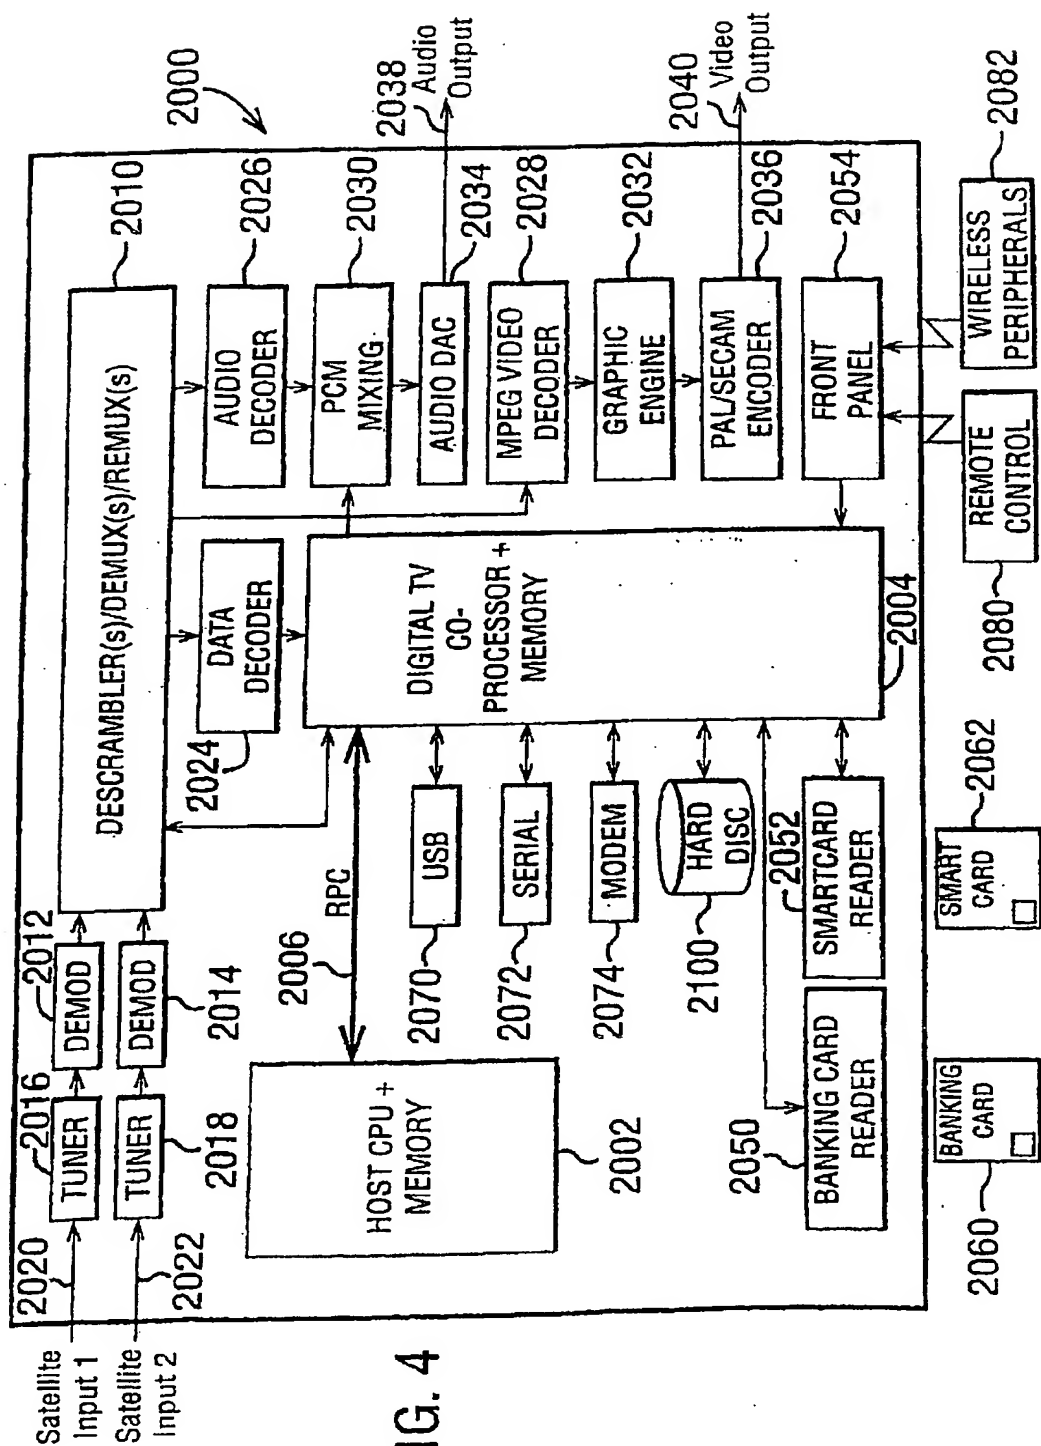 2000
Satellite
Input 1
Satellite
Input 2
2020
2022
2016
TUNER
TUNER
2018
2012
DEMOD
DEMOD
2014
DESCRAMBLER(s)/DEMUX(s)/REMUX(s)
2010
2024
DATA
DECODER
AUDIO
DECODER
2026
PCM
MIXING
2030
AUDIO DAC
2034
2038
Audio
Output
MPEG VIDEO
DECODER
2028
GRAPHIC
ENGINE
2032
PAL/SECAM
ENCODER
2036
2040
Video
Output
FRONT
PANEL
2054
HOST CPU +
MEMORY
2002
2006
RPC
DIGITAL TV
CO-
PROCESSOR +
MEMORY
2004
USB
2070
SERIAL
2072
MODEM
2074
HARD
DISC
2100
2052
SMARTCARD
READER
2050
BANKING CARD
READER
2060
BANKING
CARD
SMART
CARD
2062
2080
REMOTE
CONTROL
WIRELESS
PERIPHERALS
2082
IG. 4